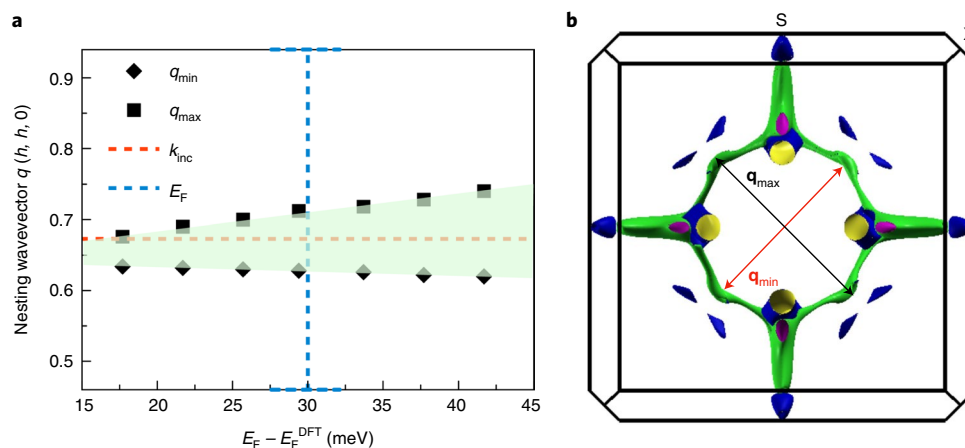 a
Nesting wavevector q (h, h, 0)
0.9
0.8
0.7
0.6
0.5
q_min
q_max
k_inc
E_F
15 20 25 30 35 40 45
E_F − E_F^DFT (meV)
b
S
q_max
q_min